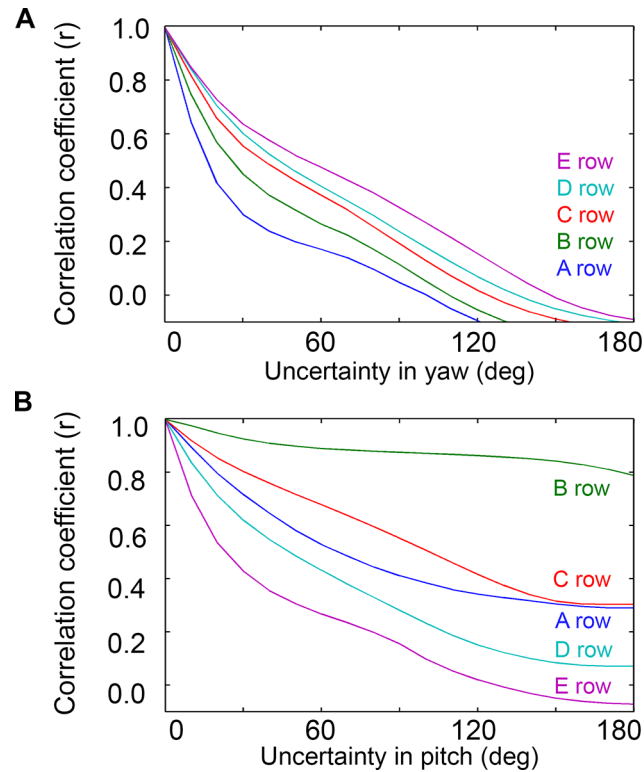 A
Correlation coefficient (r)
1.0
0.8
0.6
0.4
0.2
0.0
E row
D row
C row
B row
A row
0 60 120 180
Uncertainty in yaw (deg)
B
Correlation coefficient (r)
1.0
0.8
0.6
0.4
0.2
0.0
B row
C row
A row
D row
E row
0 60 120 180
Uncertainty in pitch (deg)